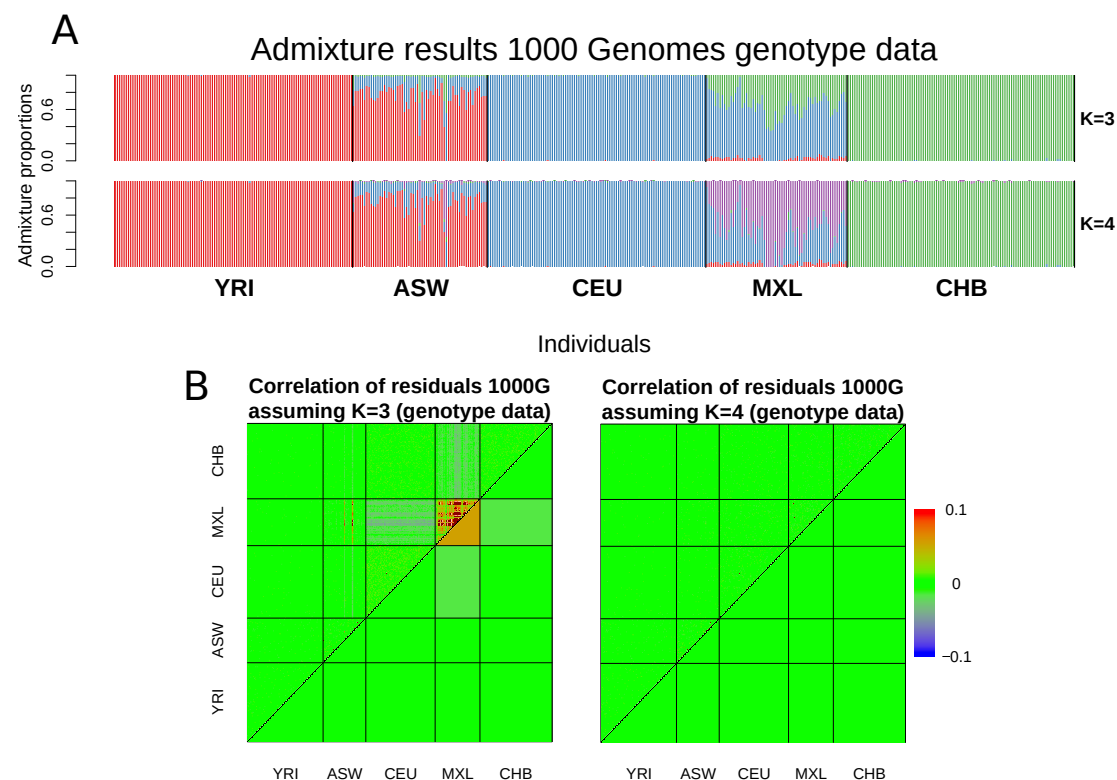 A
Admixture results 1000 Genomes genotype data
Admixture proportions
0.6
0.0
K=3
0.6
0.0
K=4
YRI ASW CEU MXL CHB
Individuals
B
Correlation of residuals 1000G
assuming K=3 (genotype data)
Correlation of residuals 1000G
assuming K=4 (genotype data)
CHB
MXL
CEU
ASW
YRI
0.1
0
−0.1
YRI ASW CEU MXL CHB
YRI ASW CEU MXL CHB